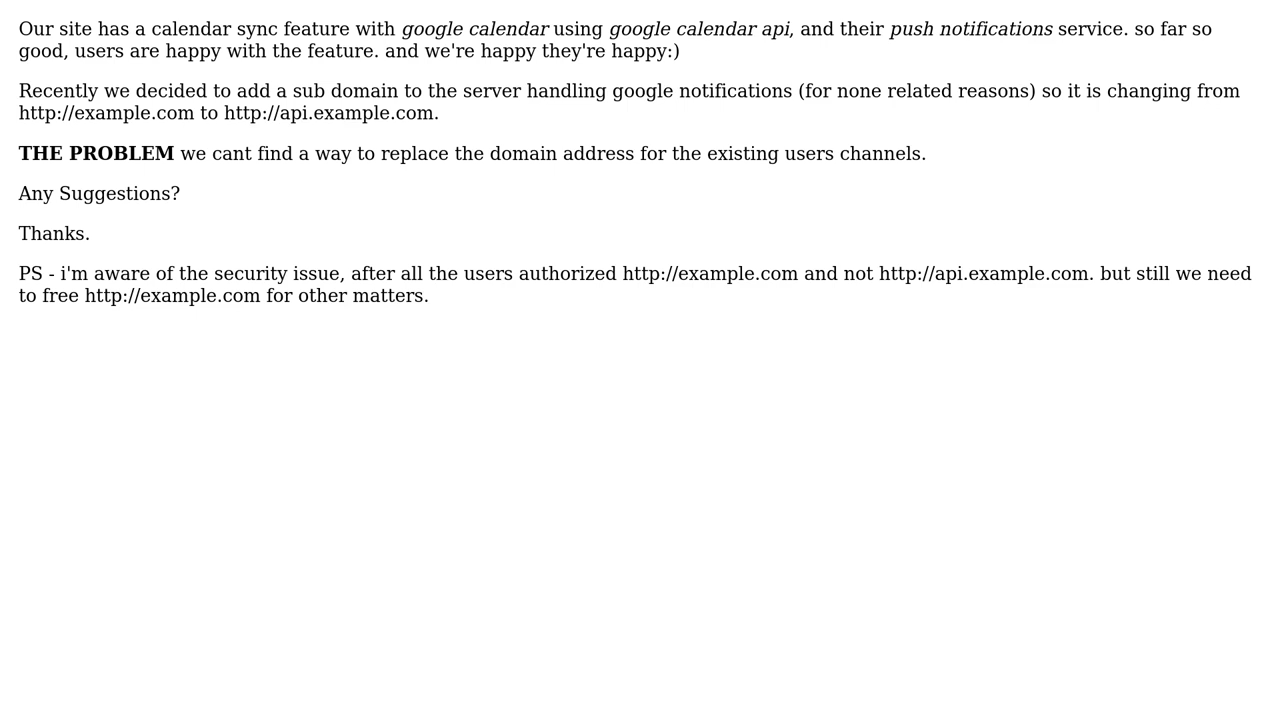 Our site has a calendar sync feature with google calendar using google calendar api, and their push notifications service. so far so
good, users are happy with the feature. and we're happy they're happy:)
Recently we decided to add a sub domain to the server handling google notifications (for none related reasons) so it is changing from
http://example.com to http://api.example.com.
THE PROBLEM we cant find a way to replace the domain address for the existing users channels.
Any Suggestions?
Thanks.
PS - i'm aware of the security issue, after all the users authorized http://example.com and not http://api.example.com. but still we need
to free http://example.com for other matters.